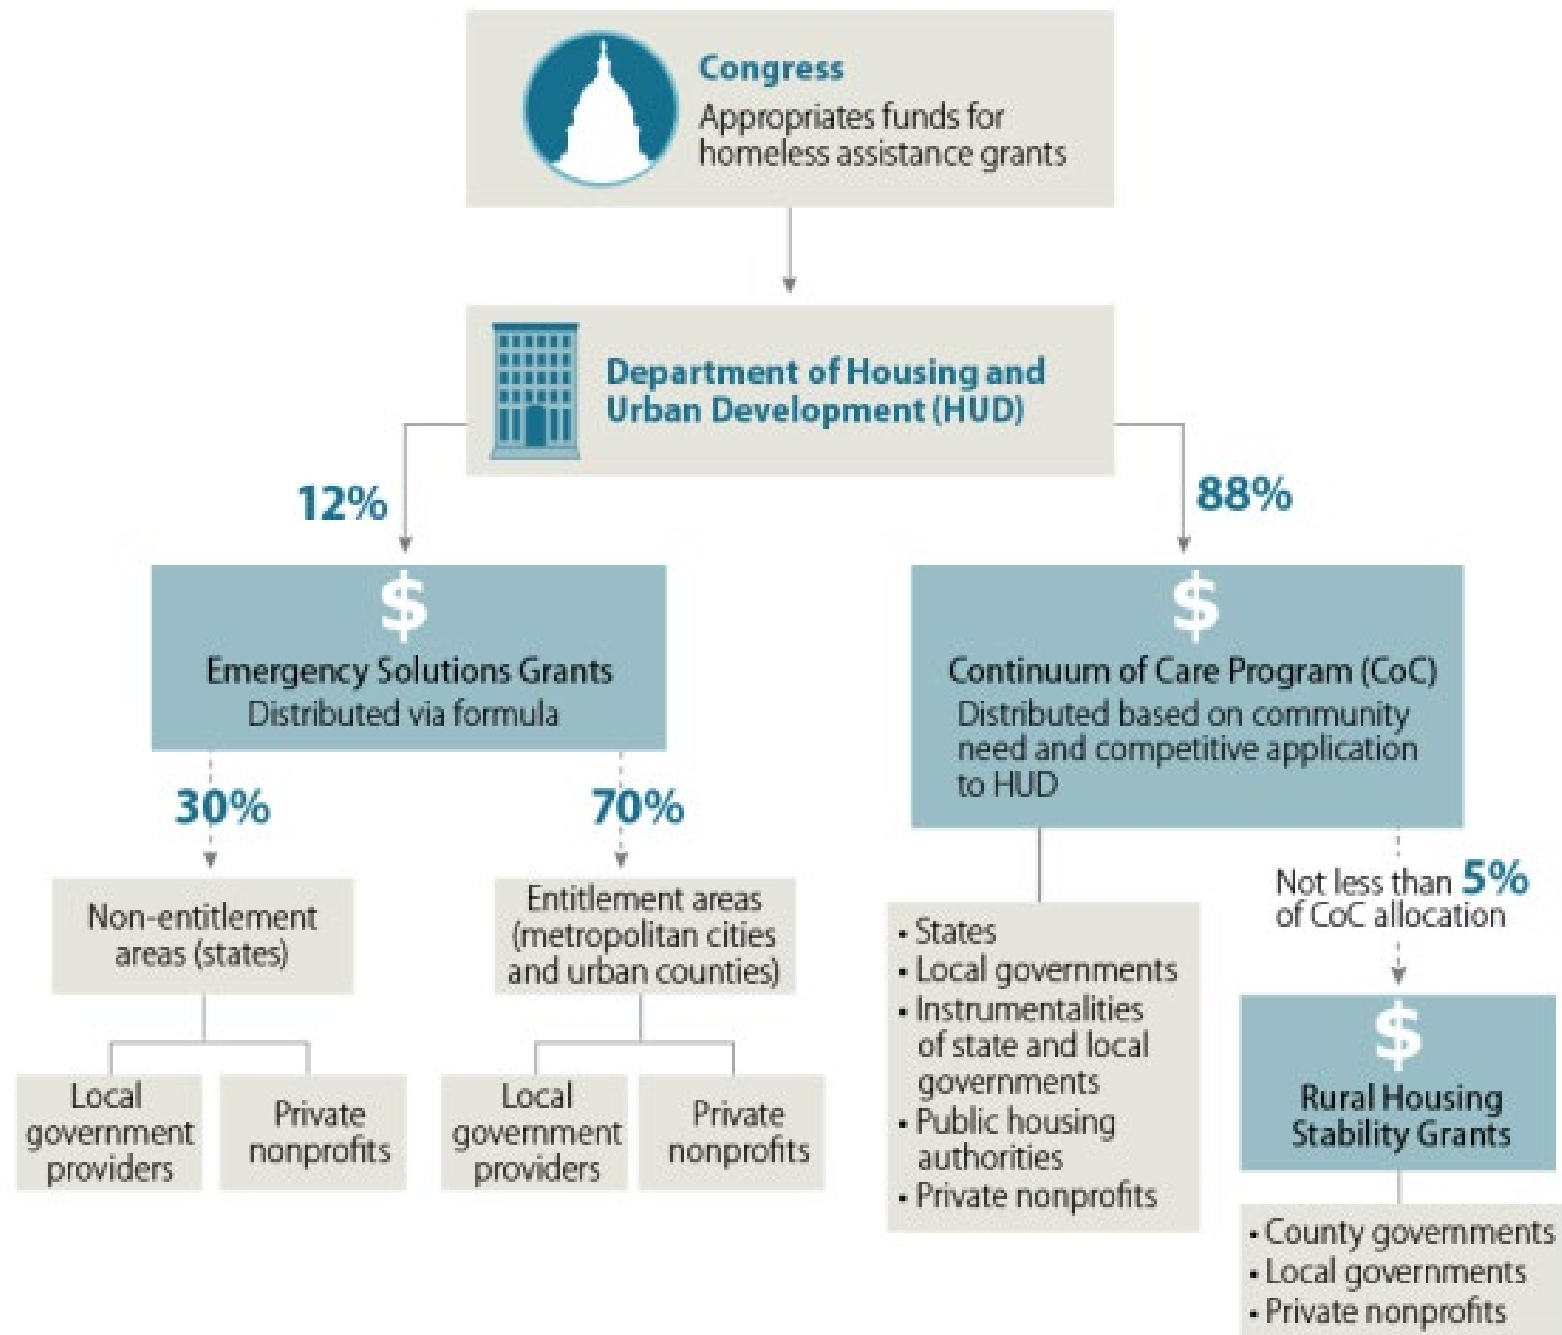 Congress
Appropriates funds for
homeless assistance grants
Department of Housing and
Urban Development (HUD)
12%
88%
$
Emergency Solutions Grants
Distributed via formula
$
Continuum of Care Program (CoC)
Distributed based on community
need and competitive application
to HUD
30%
70%
Non-entitlement
areas (states)
Entitlement areas
(metropolitan cities
and urban counties)
Local
government
providers
Private
nonprofits
Local
government
providers
Private
nonprofits
• States
• Local governments
• Instrumentalities
of state and local
governments
• Public housing
authorities
• Private nonprofits
Not less than 5%
of CoC allocation
$
Rural Housing
Stability Grants
• County governments
• Local governments
• Private nonprofits